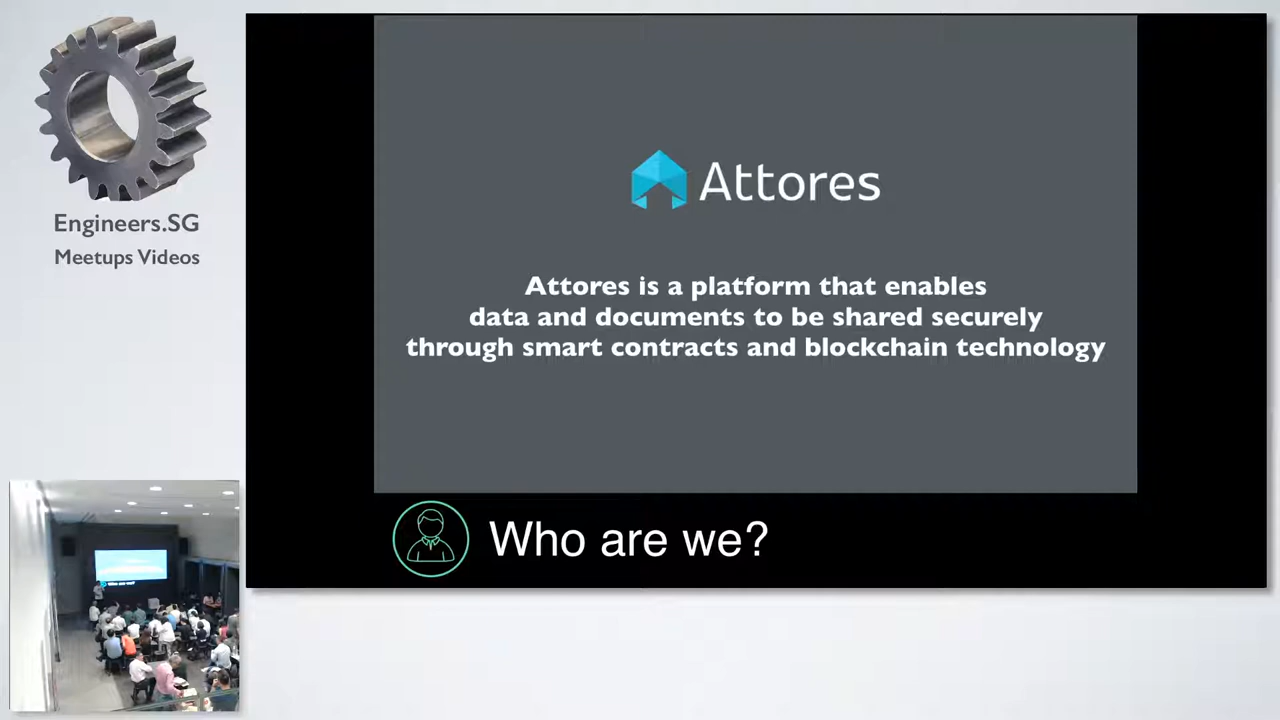 Engineers.SG
Meetups Videos
Attores
Attores is a platform that enables
data and documents to be shared securely
through smart contracts and blockchain technology
Who are we?